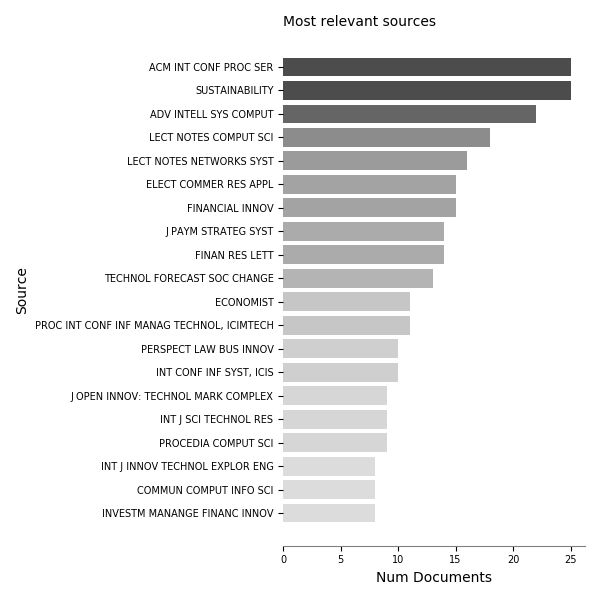 Most relevant sources
ACM INT CONF PROC SER
SUSTAINABILITY
ADV INTELL SYS COMPUT
LECT NOTES COMPUT SCI
LECT NOTES NETWORKS SYST
ELECT COMMER RES APPL
FINANCIAL INNOV
J PAYM STRATEG SYST
FINAN RES LETT
TECHNOL FORECAST SOC CHANGE
ECONOMIST
PROC INT CONF INF MANAG TECHNOL, ICIMTECH
PERSPECT LAW BUS INNOV
INT CONF INF SYST, ICIS
J OPEN INNOV: TECHNOL MARK COMPLEX
INT J SCI TECHNOL RES
PROCEDIA COMPUT SCI
INT J INNOV TECHNOL EXPLOR ENG
COMMUN COMPUT INFO SCI
INVESTM MANANGE FINANC INNOV
Source
0 5 10 15 20 25
Num Documents